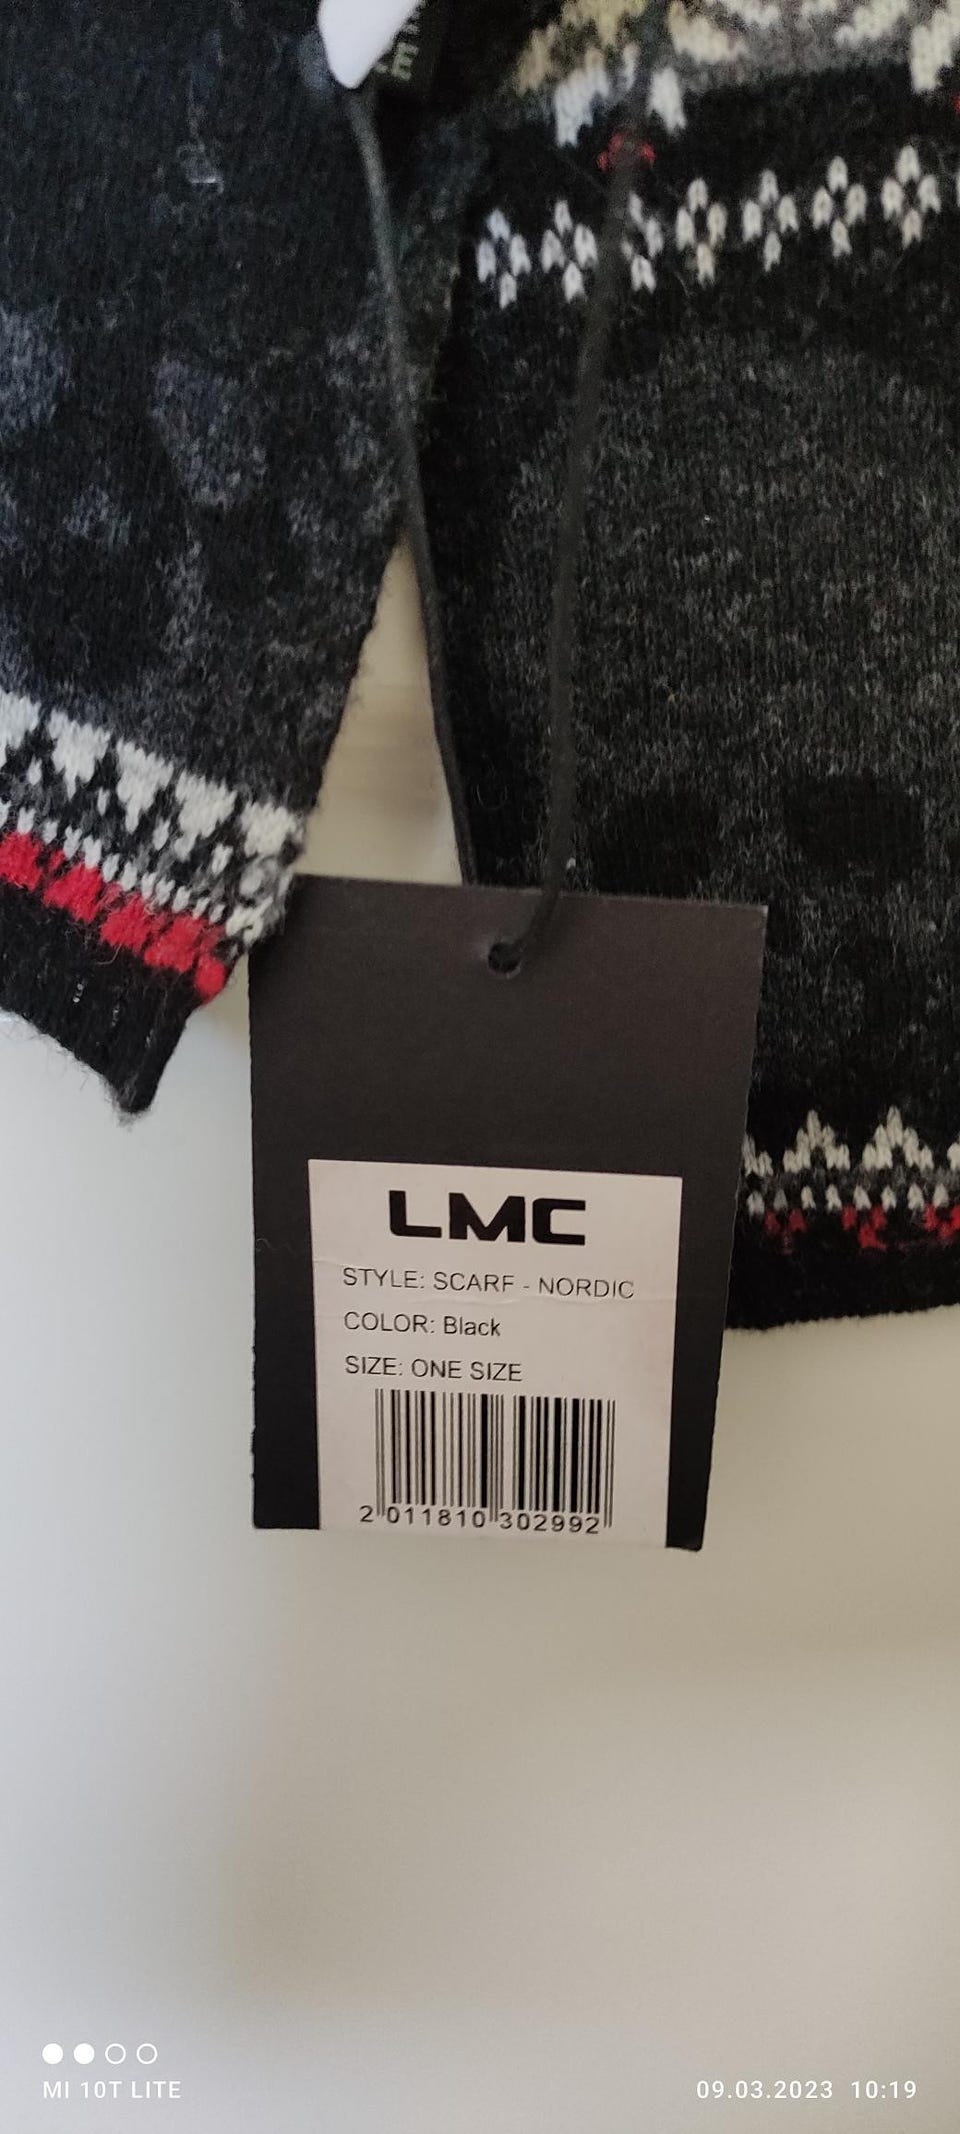 LMC
STYLE: SCARF - NORDIC
COLOR: Black
SIZE: ONE SIZE
2 011810 302992
MI 10T LITE
09.03.2023 10:19